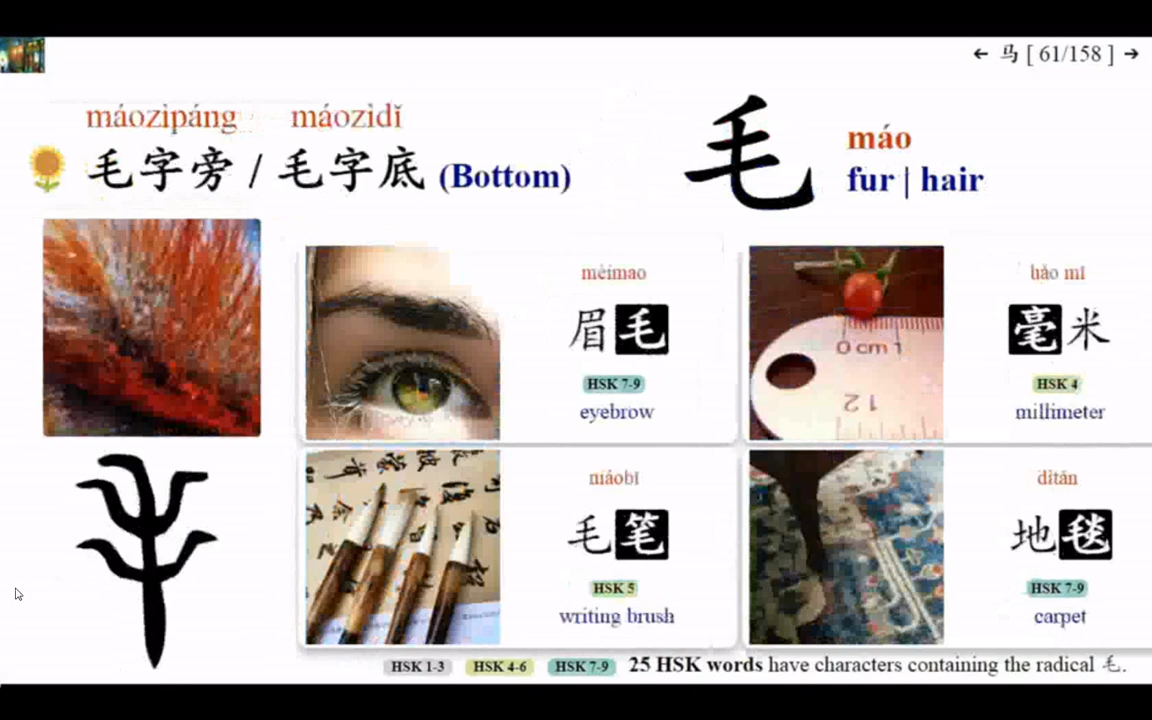 ← 马 [ 61/158 ] →
máozìpáng máozìdǐ
毛字旁 / 毛字底 (Bottom)
毛
máo
fur | hair
méimao
眉毛
HSK 7-9
eyebrow
0 cm 1
12
háo mǐ
毫米
HSK 4
millimeter
máobǐ
毛笔
HSK 5
writing brush
dìtǎn
地毯
HSK 7-9
carpet
HSK 1-3 HSK 4-6 HSK 7-9 25 HSK words have characters containing the radical 毛.